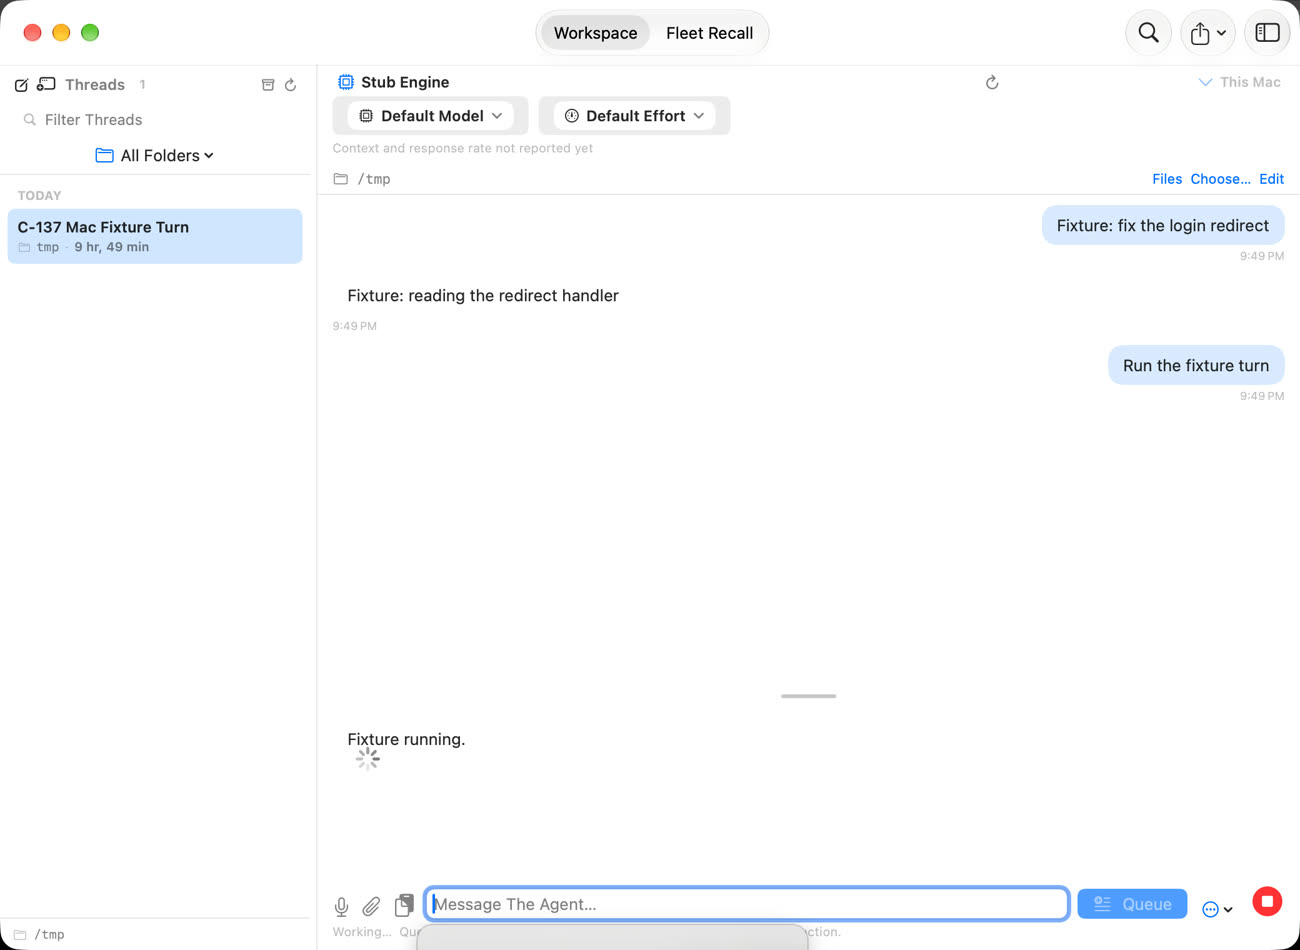 Workspace
Fleet Recall
Threads 1
Filter Threads
All Folders
TODAY
C-137 Mac Fixture Turn
tmp · 9 hr, 49 min
/tmp
Stub Engine
This Mac
Default Model
Default Effort
Context and response rate not reported yet
/tmp
Files Choose... Edit
Fixture: fix the login redirect
9:49 PM
Fixture: reading the redirect handler
9:49 PM
Run the fixture turn
9:49 PM
Fixture running.
Message The Agent...
Queue
Working...